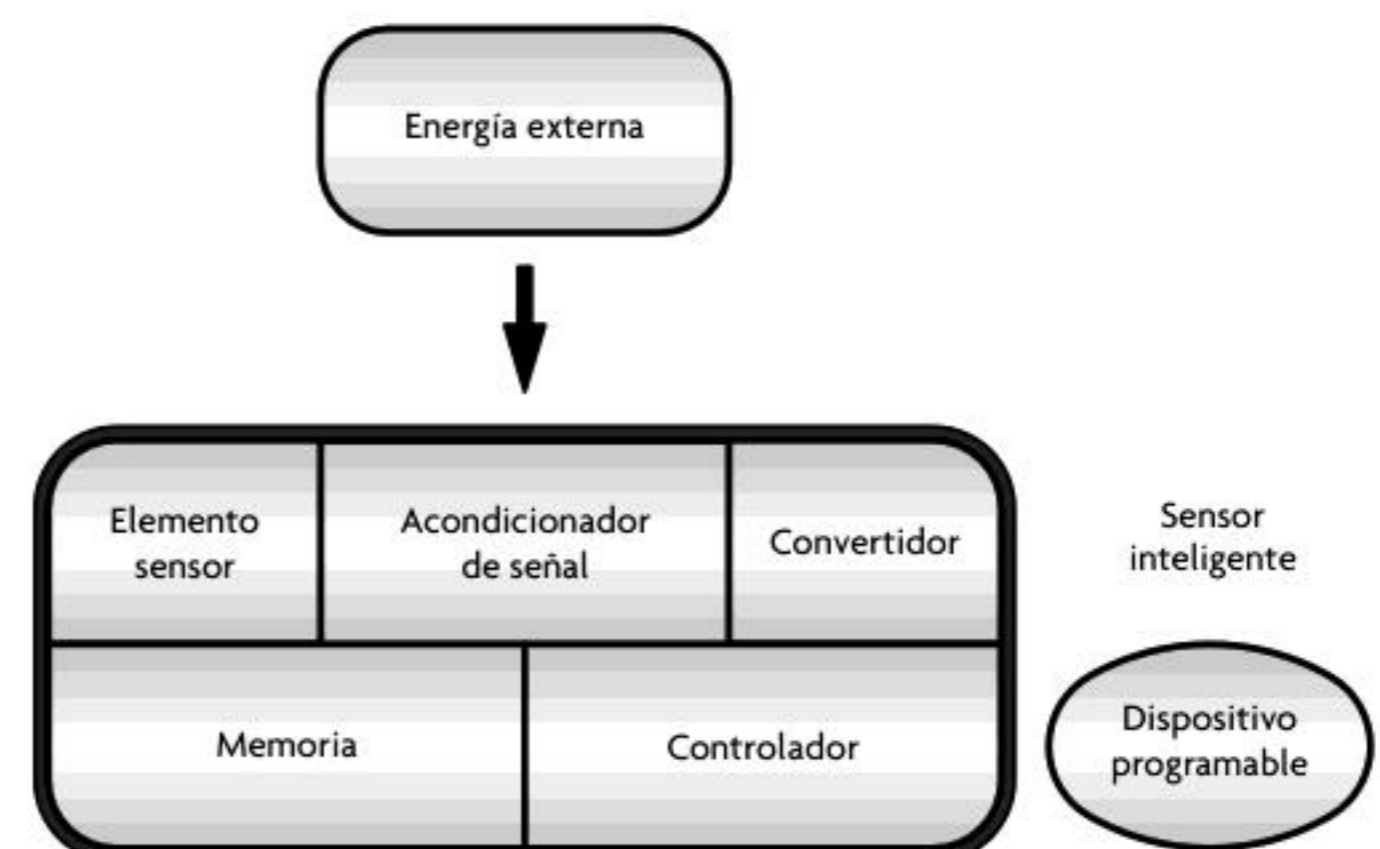 Energía externa
Elemento
sensor
Acondicionador
de señal
Convertidor
Sensor
inteligente
Memoria
Controlador
Dispositivo
programable